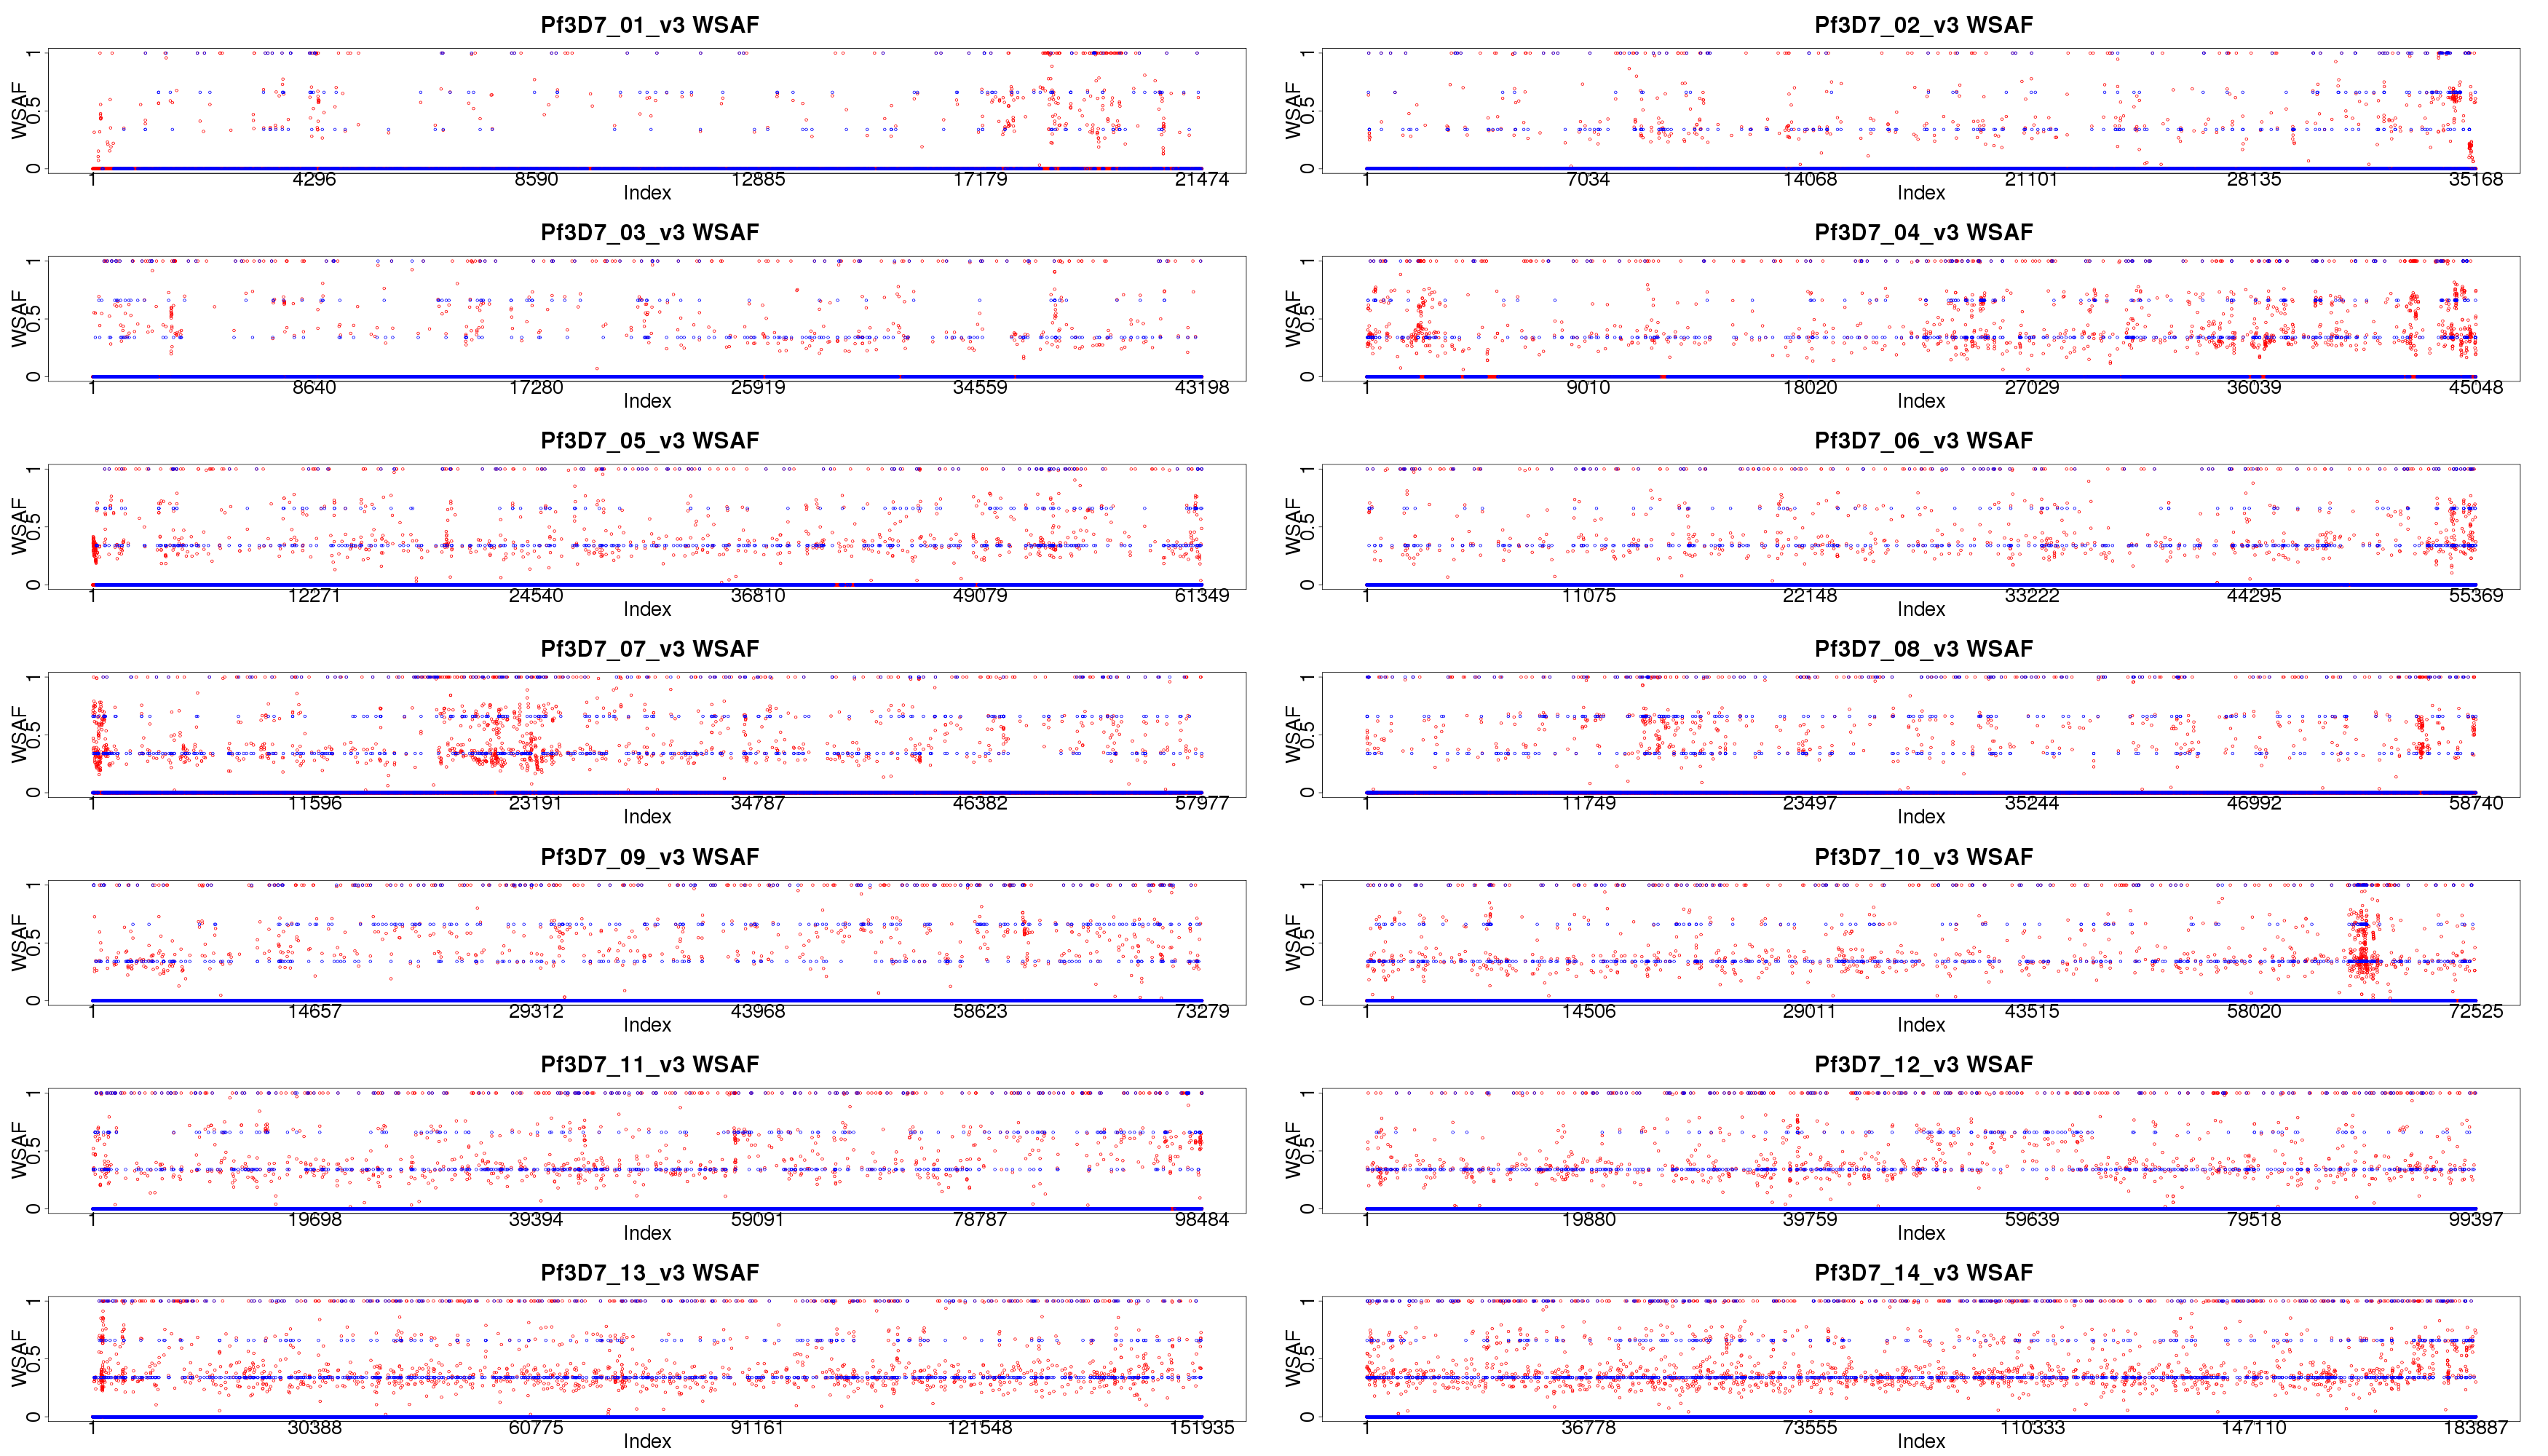 Pf3D7_01_v3 WSAF
WSAF
0 0.5 1
1 4296 8590 12885 17179 21474
Index
Pf3D7_02_v3 WSAF
WSAF
0 0.5 1
1 7034 14068 21101 28135 35168
Index
Pf3D7_03_v3 WSAF
WSAF
0 0.5 1
1 8640 17280 25919 34559 43198
Index
Pf3D7_04_v3 WSAF
WSAF
0 0.5 1
1 9010 18020 27029 36039 45048
Index
Pf3D7_05_v3 WSAF
WSAF
0 0.5 1
1 12271 24540 36810 49079 61349
Index
Pf3D7_06_v3 WSAF
WSAF
0 0.5 1
1 11075 22148 33222 44295 55369
Index
Pf3D7_07_v3 WSAF
WSAF
0 0.5 1
1 11596 23191 34787 46382 57977
Index
Pf3D7_08_v3 WSAF
WSAF
0 0.5 1
1 11749 23497 35244 46992 58740
Index
Pf3D7_09_v3 WSAF
WSAF
0 0.5 1
1 14657 29312 43968 58623 73279
Index
Pf3D7_10_v3 WSAF
WSAF
0 0.5 1
1 14506 29011 43515 58020 72525
Index
Pf3D7_11_v3 WSAF
WSAF
0 0.5 1
1 19698 39394 59091 78787 98484
Index
Pf3D7_12_v3 WSAF
WSAF
0 0.5 1
1 19880 39759 59639 79518 99397
Index
Pf3D7_13_v3 WSAF
WSAF
0 0.5 1
1 30388 60775 91161 121548 151935
Index
Pf3D7_14_v3 WSAF
WSAF
0 0.5 1
1 36778 73555 110333 147110 183887
Index